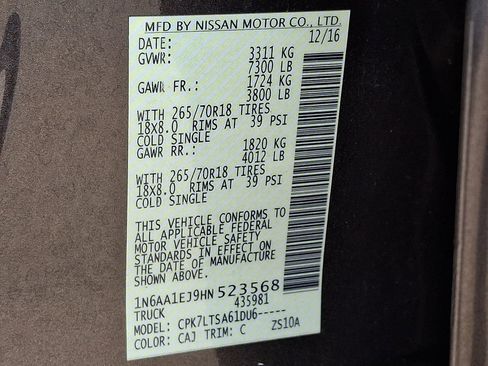 MFD BY NISSAN MOTOR CO., LTD.
DATE: 12/16
GVWR: 3311 KG
7300 LB
GAWR FR.: 1724 KG
3800 LB
WITH 265/70R18 TIRES
18X8.0 RIMS AT 39 PSI
COLD SINGLE
GAWR RR.: 1820 KG
4012 LB
WITH 265/70R18 TIRES
18X8.0 RIMS AT 39 PSI
COLD SINGLE
THIS VEHICLE CONFORMS TO
ALL APPLICABLE FEDERAL
MOTOR VEHICLE SAFETY
STANDARDS IN EFFECT ON
THE DATE OF MANUFACTURE
SHOWN ABOVE.
1N6AA1EJ9HN523568
TRUCK 435981
MODEL: CPK7LTSA61DU6-----
COLOR: CAJ TRIM: C ZS10A